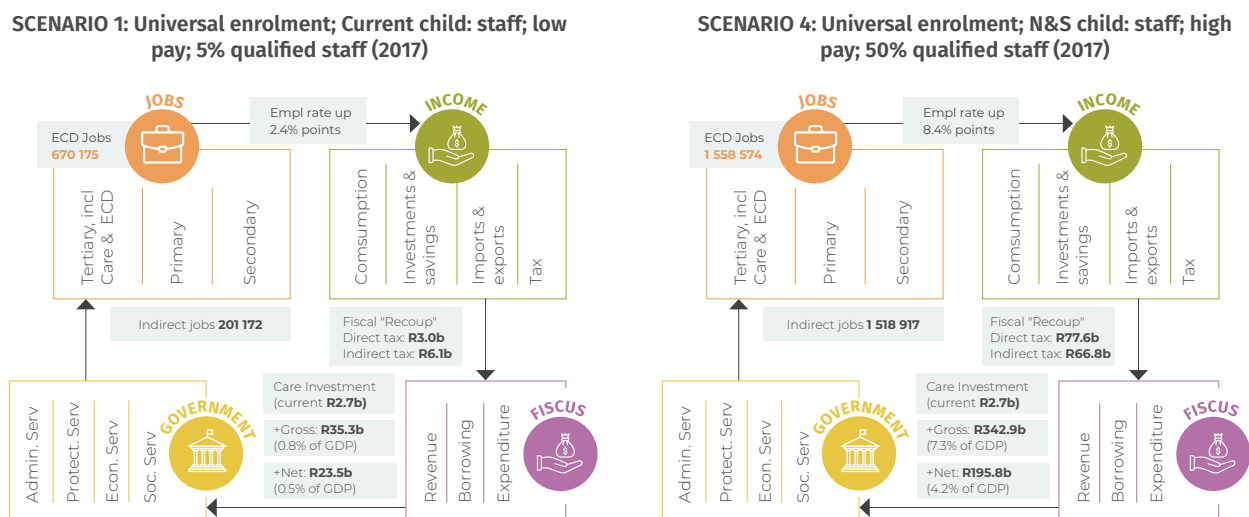 SCENARIO 1: Universal enrolment; Current child: staff; low
pay; 5% qualified staff (2017)
JOBS
INCOME
ECD Jobs
670 175
Empl rate up
2.4% points
Tertiary, incl
Care & ECD
Primary
Secondary
Comsumption
Investments &
savings
Imports &
exports
Tax
Indirect jobs 201 172
Fiscal "Recoup"
Direct tax: R3.0b
Indirect tax: R6.1b
Admin. Serv
Protect. Serv
Econ. Serv
Soc. Serv
GOVERNMENT
Care Investment
(current R2.7b)
+Gross: R35.3b
(0.8% of GDP)
+Net: R23.5b
(0.5% of GDP)
Revenue
Borrowing
Expenditure
FISCUS
SCENARIO 4: Universal enrolment; N&S child: staff; high
pay; 50% qualified staff (2017)
JOBS
INCOME
ECD Jobs
1 558 574
Empl rate up
8.4% points
Tertiary, incl
Care & ECD
Primary
Secondary
Comsumption
Investments &
savings
Imports &
exports
Tax
Indirect jobs 1 518 917
Fiscal "Recoup"
Direct tax: R77.6b
Indirect tax: R66.8b
Admin. Serv
Protect. Serv
Econ. Serv
Soc. Serv
GOVERNMENT
Care Investment
(current R2.7b)
+Gross: R342.9b
(7.3% of GDP)
+Net: R195.8b
(4.2% of GDP)
Revenue
Borrowing
Expenditure
FISCUS